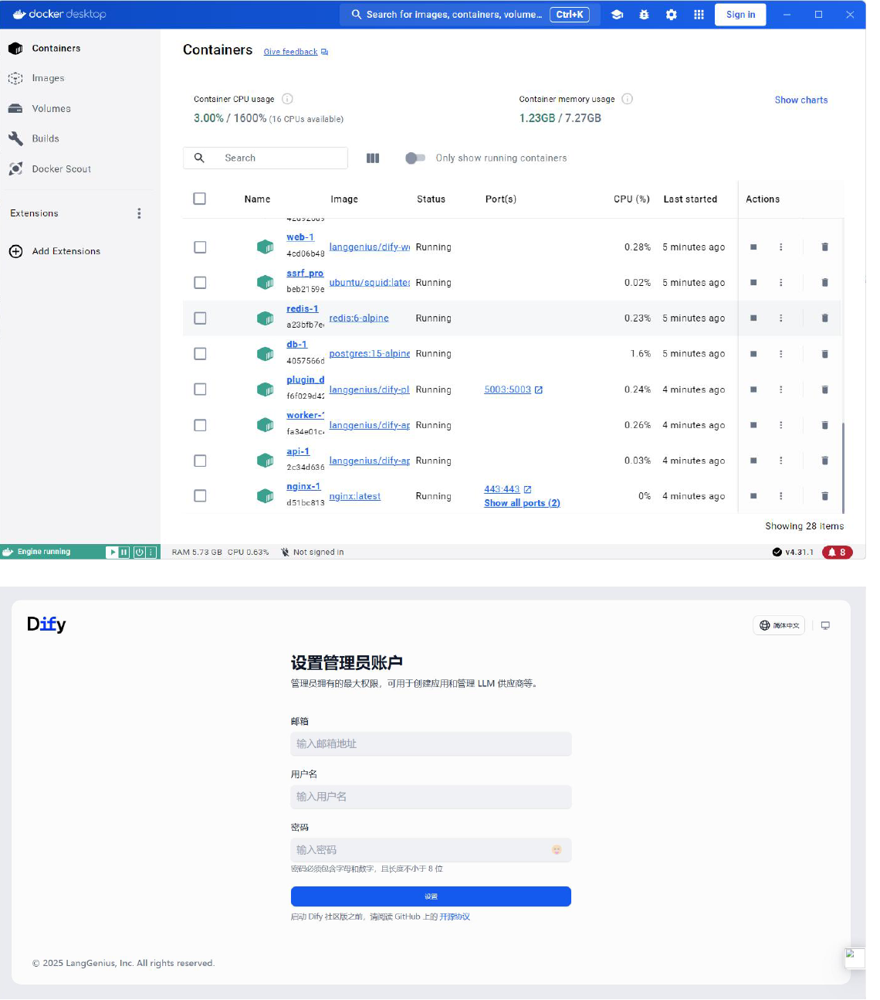 docker desktop
Search for images, containers, volume... Ctrl+K
Sign in
Containers
Images
Volumes
Builds
Docker Scout
Extensions
Add Extensions
Containers Give feedback
Container CPU usage
3.00% / 1600% (16 CPUs available)
Container memory usage
1.23GB / 7.27GB
Show charts
Search
Only show running containers
Name Image Status Port(s) CPU (%) Last started Actions
web-1
4cd06b48 langgenius/dify-w Running 0.28% 5 minutes ago
ssrf_pro
beb2159e ubuntu/squid:lates Running 0.02% 5 minutes ago
redis-1
a23bfb7e redis:6-alpine Running 0.23% 5 minutes ago
db-1
4057566d postgres:15-alpine Running 1.6% 5 minutes ago
plugin_d
f6f029d42 langgenius/dify-pl Running 5003:5003 0.24% 4 minutes ago
worker-1
fa34e01c langgenius/dify-ap Running 0.26% 4 minutes ago
api-1
2c34d636 langgenius/dify-ap Running 0.03% 4 minutes ago
nginx-1
d51bc813 nginx:latest Running 443:443 0% 4 minutes ago
Show all ports (2)
Showing 28 items
Engine running
RAM 5.73 GB CPU 0.63% Not signed in
v4.31.1 8
Dify
简体中文
设置管理员账户
管理员拥有的最大权限，可用于创建应用和管理 LLM 供应商等。
邮箱
输入邮箱地址
用户名
输入用户名
密码
输入密码
密码必须包含字母和数字，且长度不小于 8 位
设置
启动 Dify 社区版之前，请阅读 GitHub 上的 开源协议
© 2025 LangGenius, Inc. All rights reserved.